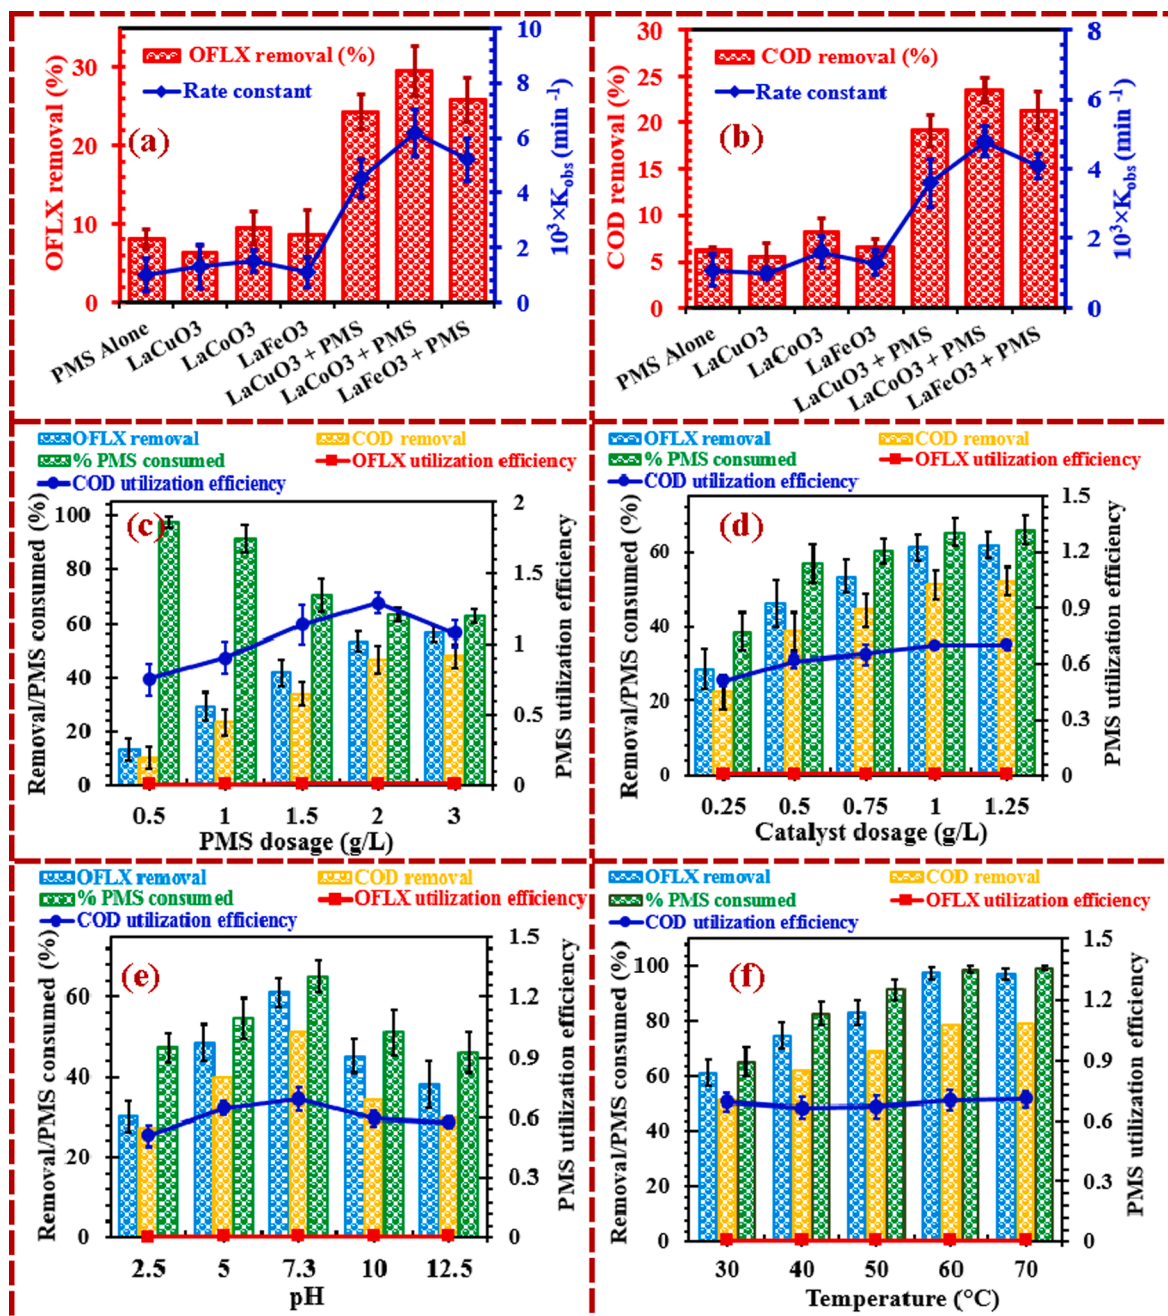 OFLX removal (%)
Rate constant
(a)
OFLX removal (%)
0
10
20
30
0
2
4
6
8
10
10³×K_obs (min ⁻¹)
PMS Alone
LaCuO3
LaCoO3
LaFeO3
LaCuO3 + PMS
LaCoO3 + PMS
LaFeO3 + PMS
COD removal (%)
Rate constant
(b)
COD removal (%)
0
5
10
15
20
25
30
0
2
4
6
8
10³×K_obs (min ⁻¹)
PMS Alone
LaCuO3
LaCoO3
LaFeO3
LaCuO3 + PMS
LaCoO3 + PMS
LaFeO3 + PMS
OFLX removal
COD removal
% PMS consumed
OFLX utilization efficiency
COD utilization efficiency
(c)
Removal/PMS consumed (%)
0
20
40
60
80
100
0
0.5
1
1.5
2
PMS utilization efficiency
0.5 1 1.5 2 3
PMS dosage (g/L)
OFLX removal
COD removal
% PMS consumed
OFLX utilization efficiency
COD utilization efficiency
(d)
Removal/PMS consumed (%)
0
20
40
60
0
0.3
0.6
0.9
1.2
1.5
PMS utilization efficiency
0.25 0.5 0.75 1 1.25
Catalyst dosage (g/L)
OFLX removal
COD removal
% PMS consumed
OFLX utilization efficiency
COD utilization efficiency
(e)
Removal/PMS consumed (%)
0
20
40
60
0
0.3
0.6
0.9
1.2
1.5
PMS utilization efficiency
2.5 5 7.3 10 12.5
pH
OFLX removal
COD removal
% PMS consumed
OFLX utilization efficiency
COD utilization efficiency
(f)
Removal/PMS consumed (%)
0
20
40
60
80
100
0
0.3
0.6
0.9
1.2
1.5
PMS utilization efficiency
30 40 50 60 70
Temperature (°C)